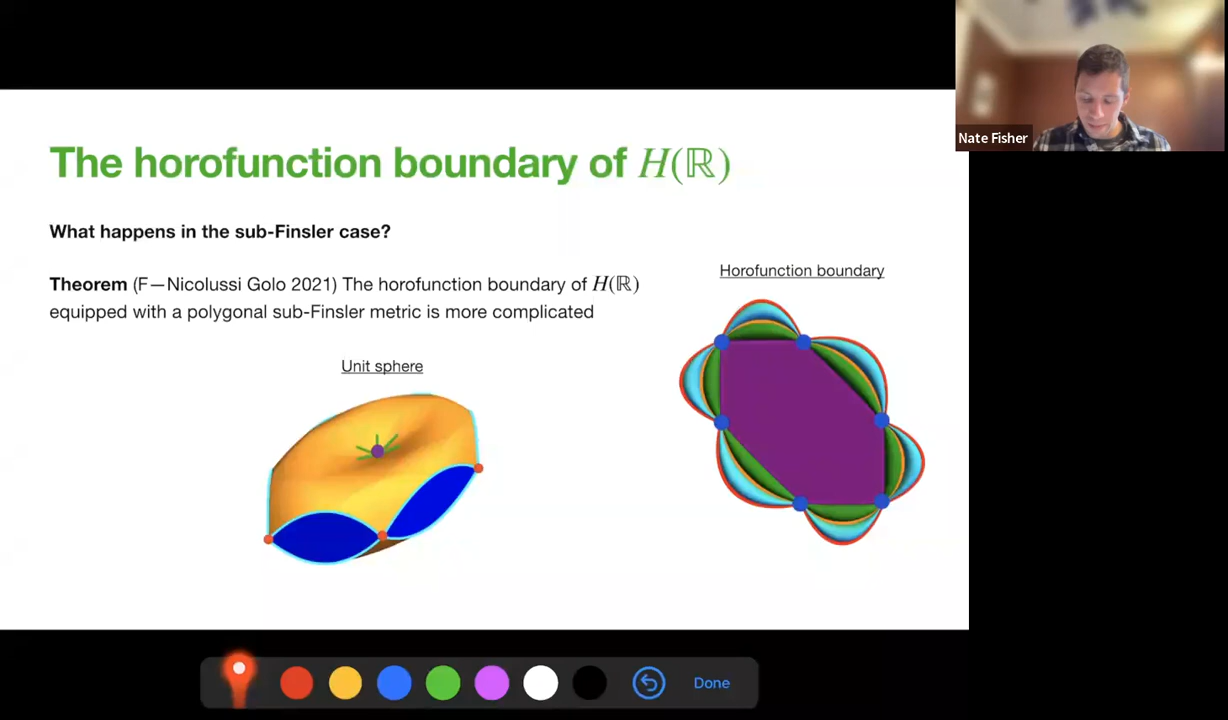 The horofunction boundary of H(ℝ)
What happens in the sub-Finsler case?
Theorem (F—Nicolussi Golo 2021) The horofunction boundary of H(ℝ)
equipped with a polygonal sub-Finsler metric is more complicated
Unit sphere
Horofunction boundary
Nate Fisher
Done